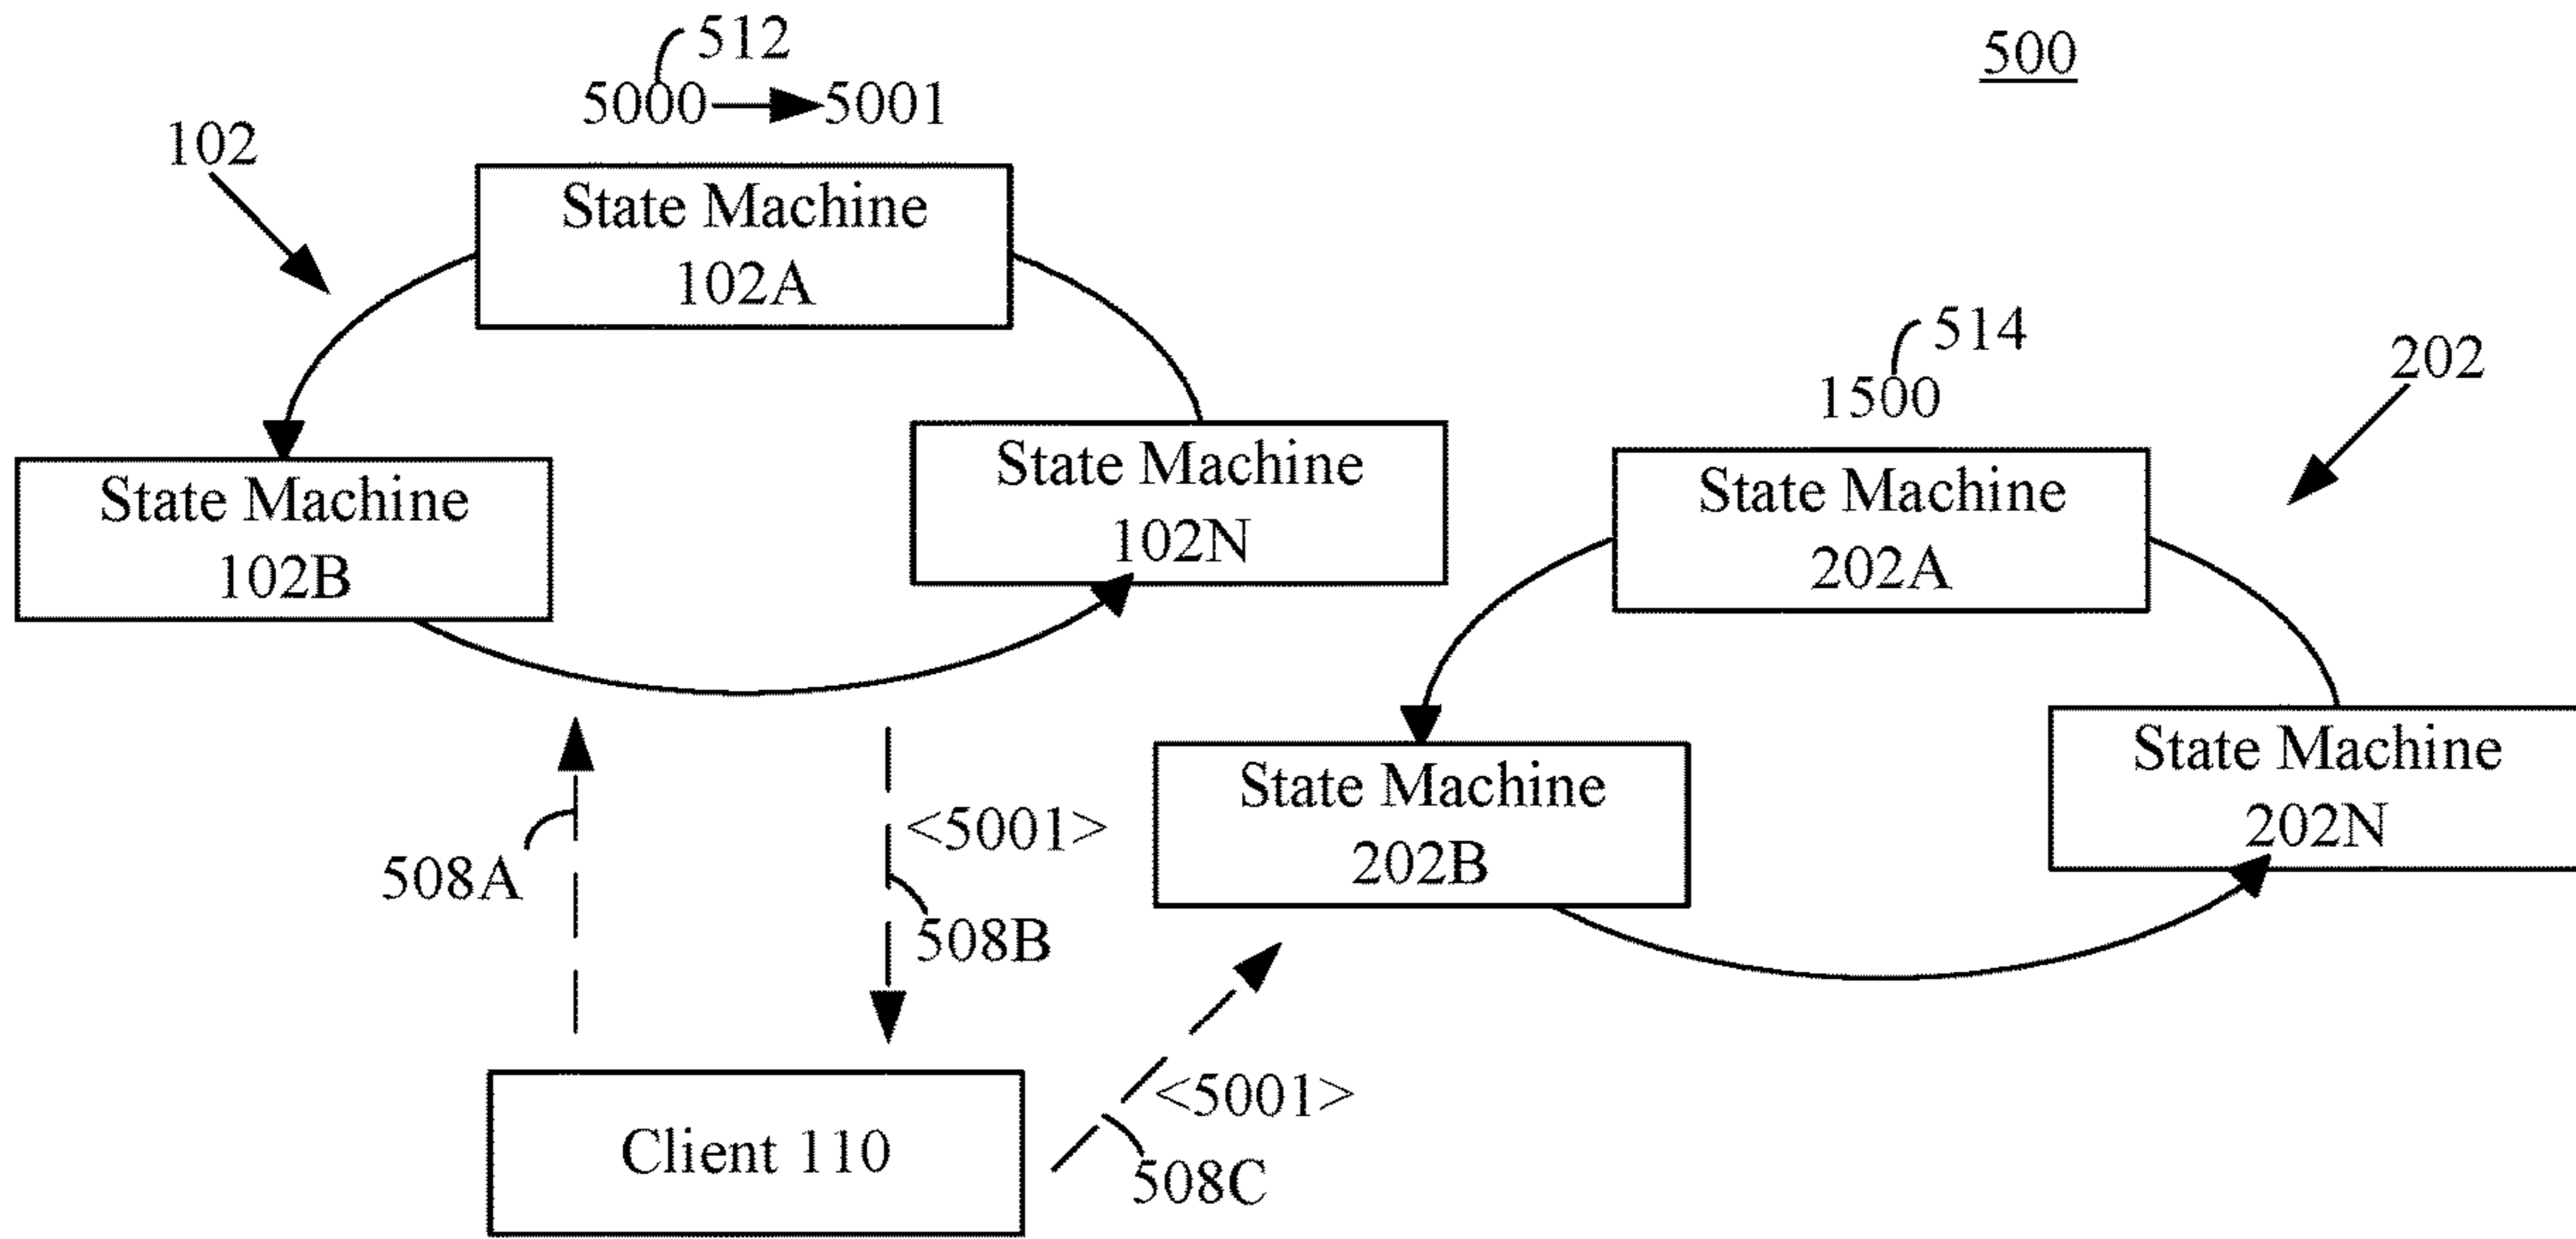 512
500
5000
5001
102
State Machine
102A
514
1500
202
State Machine
102B
State Machine
102N
State Machine
202A
State Machine
202B
State Machine
202N
<5001>
508A
508B
<5001>
508C
Client 110